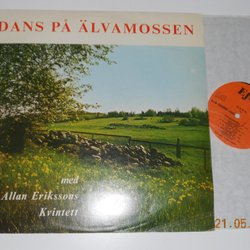 DANS PÅ ÄLVAMOSSEN
med
Allan Erikssons
Kvintett
21.05